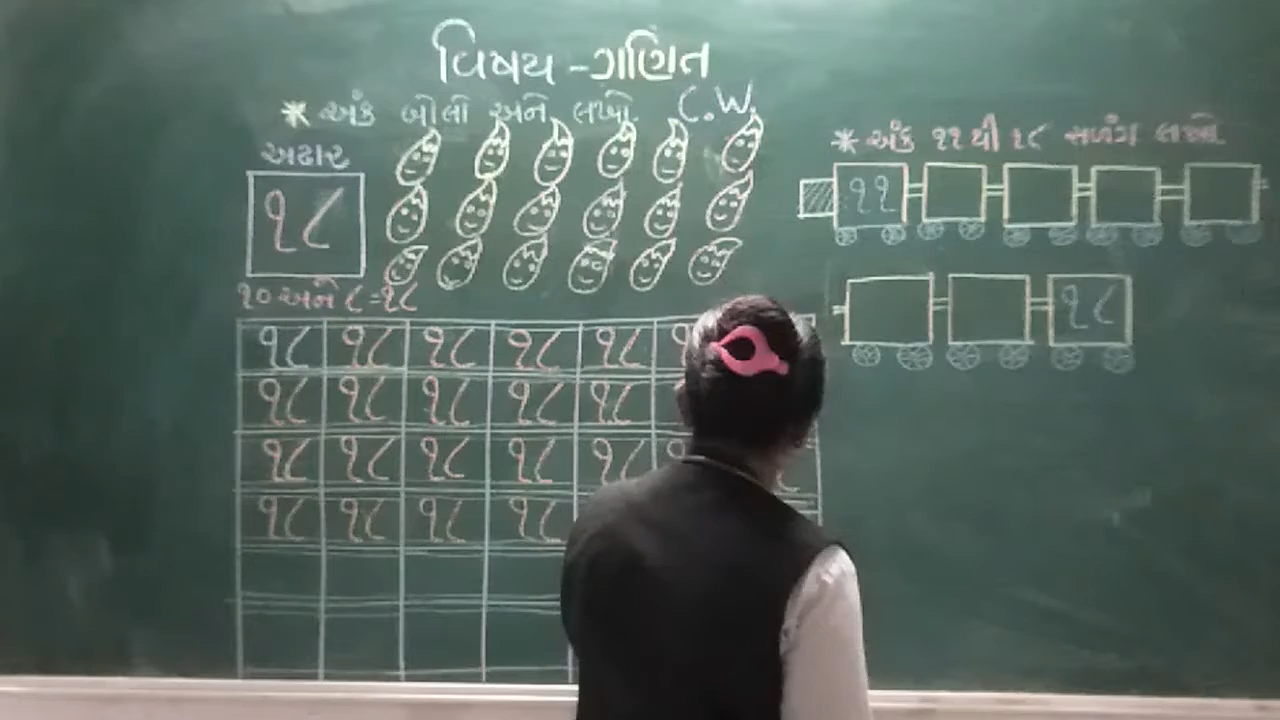 વિષય - ગણિત
* અંક બોલો અને લખો. C.W.
અઢાર
૧૮
૧૦ અને ૮ = ૧૮
૧૮ ૧૮ ૧૮ ૧૮ ૧૮
૧૮ ૧૮ ૧૮ ૧૮ ૧૮
૧૮ ૧૮ ૧૮ ૧૮ ૧૮
૧૮ ૧૮ ૧૮ ૧૮
* અંક ૧૧ થી ૧૮ સળંગ લખો
૧૧
૧૮